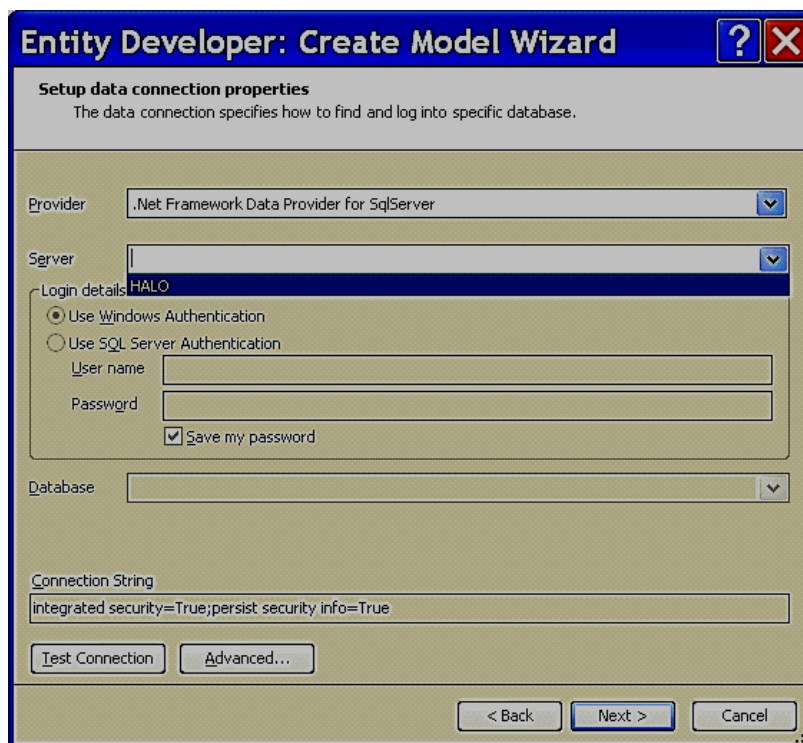 Entity Developer: Create Model Wizard
Setup data connection properties
The data connection specifies how to find and log into specific database.
Provider .Net Framework Data Provider for SqlServer
Server
HALO
Login details
Use Windows Authentication
Use SQL Server Authentication
User name
Password
Save my password
Database
Connection String
integrated security=True;persist security info=True
Test Connection Advanced...
< Back Next > Cancel